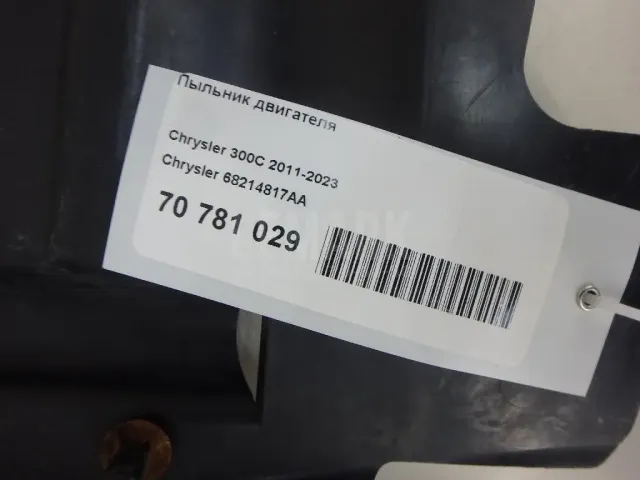 Пыльник двигателя
Chrysler 300C 2011-2023
Chrysler 68214817AA
70 781 029